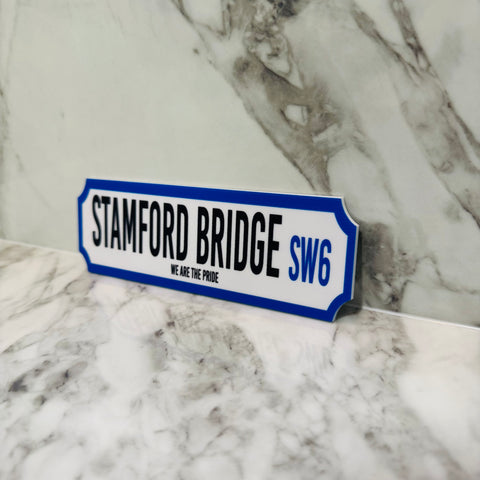 STAMFORD BRIDGE SW6
WE ARE THE PRIDE